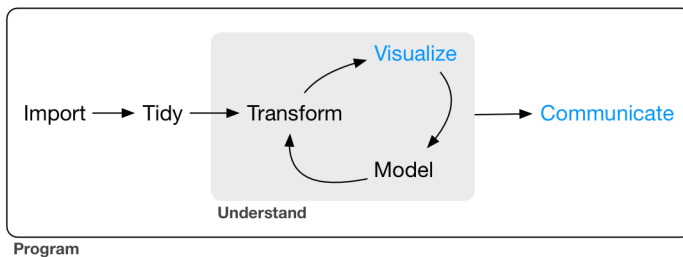 Visualize
Import
Tidy
Transform
Communicate
Model
Understand
Program